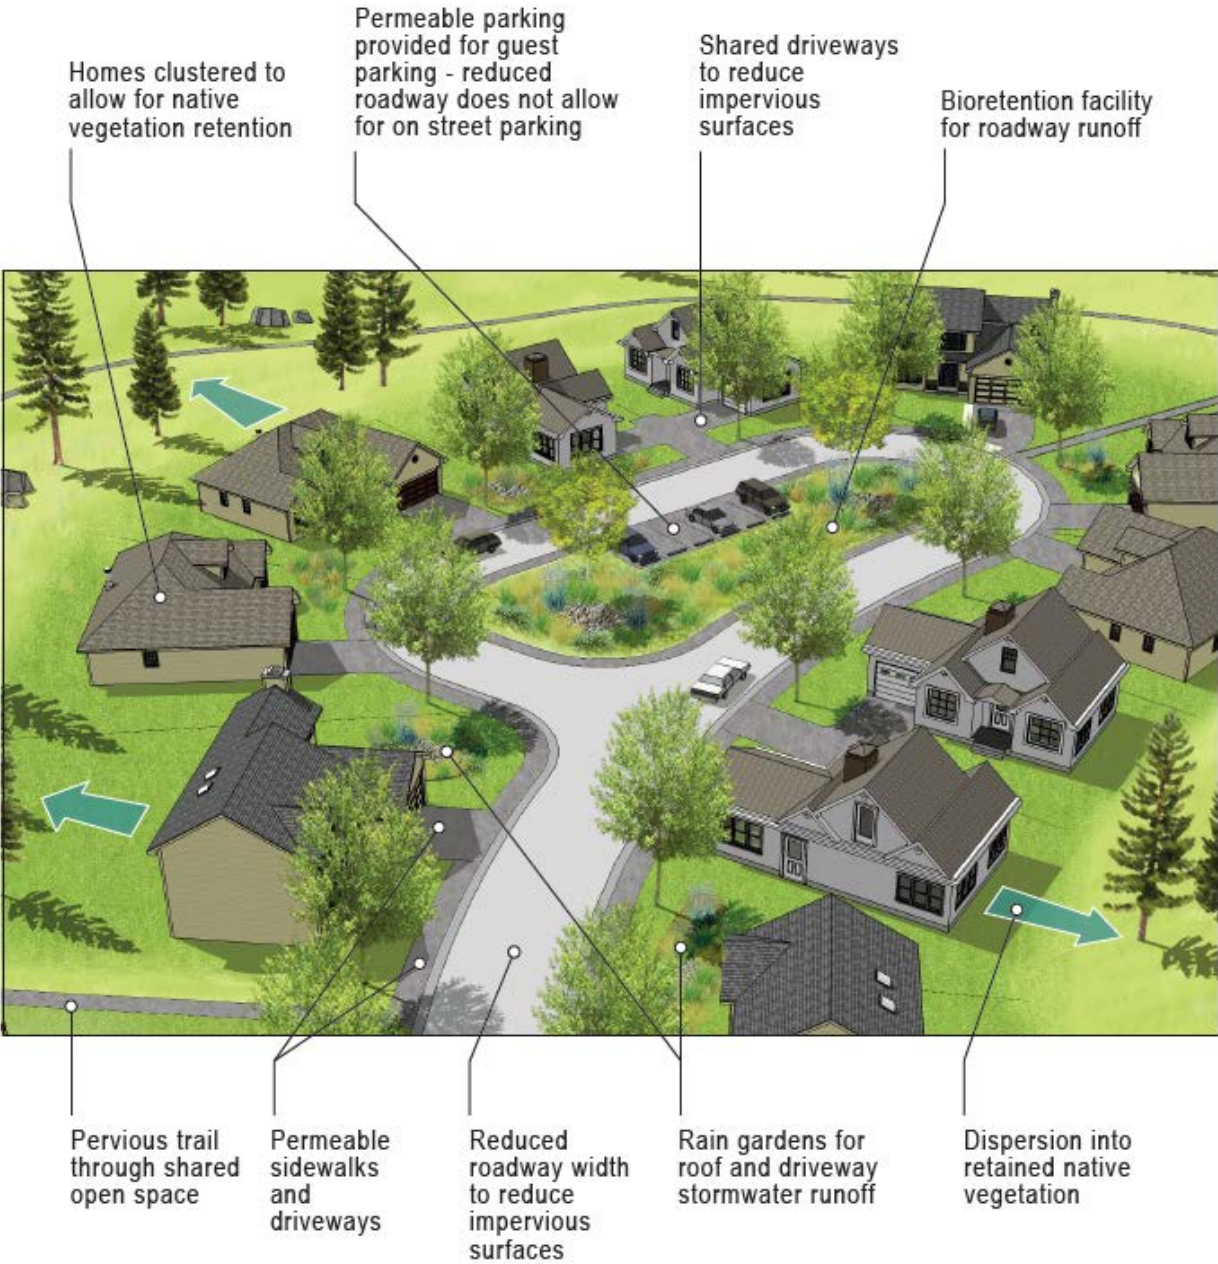 Homes clustered to
allow for native
vegetation retention
Permeable parking
provided for guest
parking - reduced
roadway does not allow
for on street parking
Shared driveways
to reduce
impervious
surfaces
Bioretention facility
for roadway runoff
Pervious trail
through shared
open space
Permeable
sidewalks
and
driveways
Reduced
roadway width
to reduce
impervious
surfaces
Rain gardens for
roof and driveway
stormwater runoff
Dispersion into
retained native
vegetation